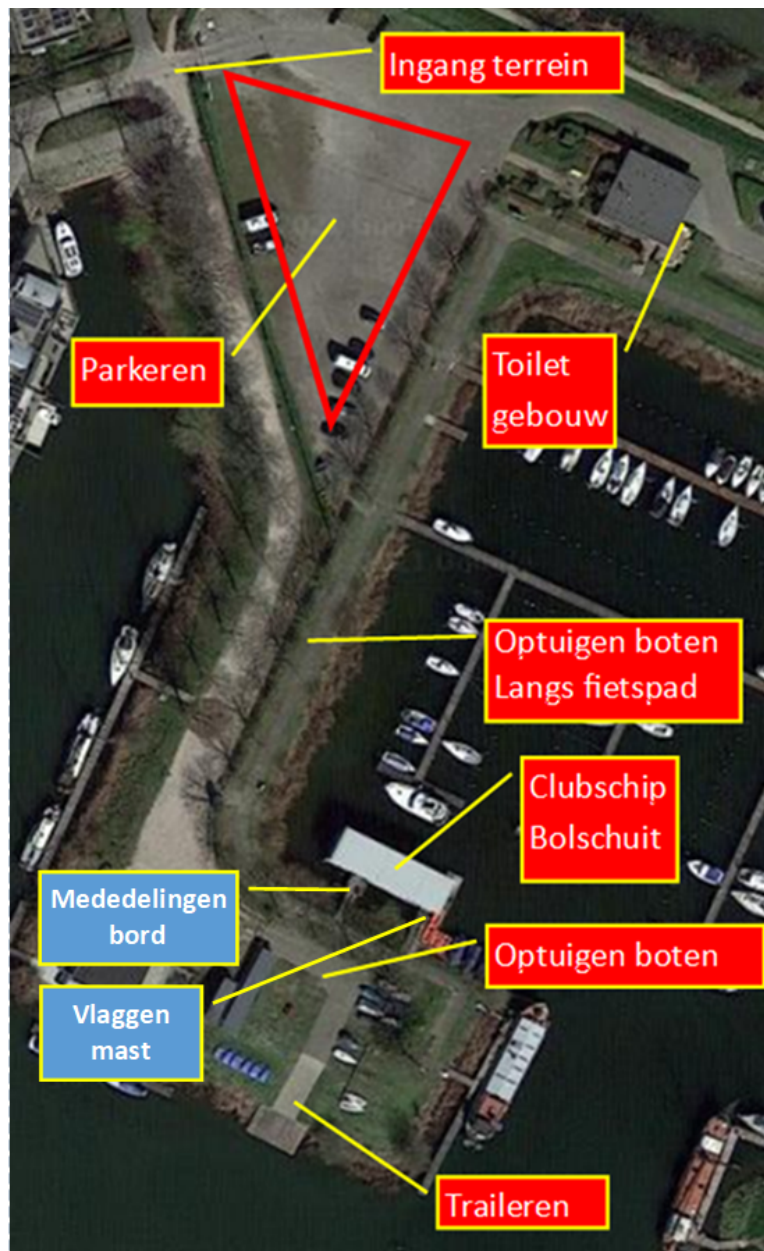 Ingang terrein
Parkeren
Toilet
gebouw
Optuigen boten
Langs fietspad
Clubschip
Bolschuit
Mededelingen
bord
Optuigen boten
Vlaggen
mast
Traileren